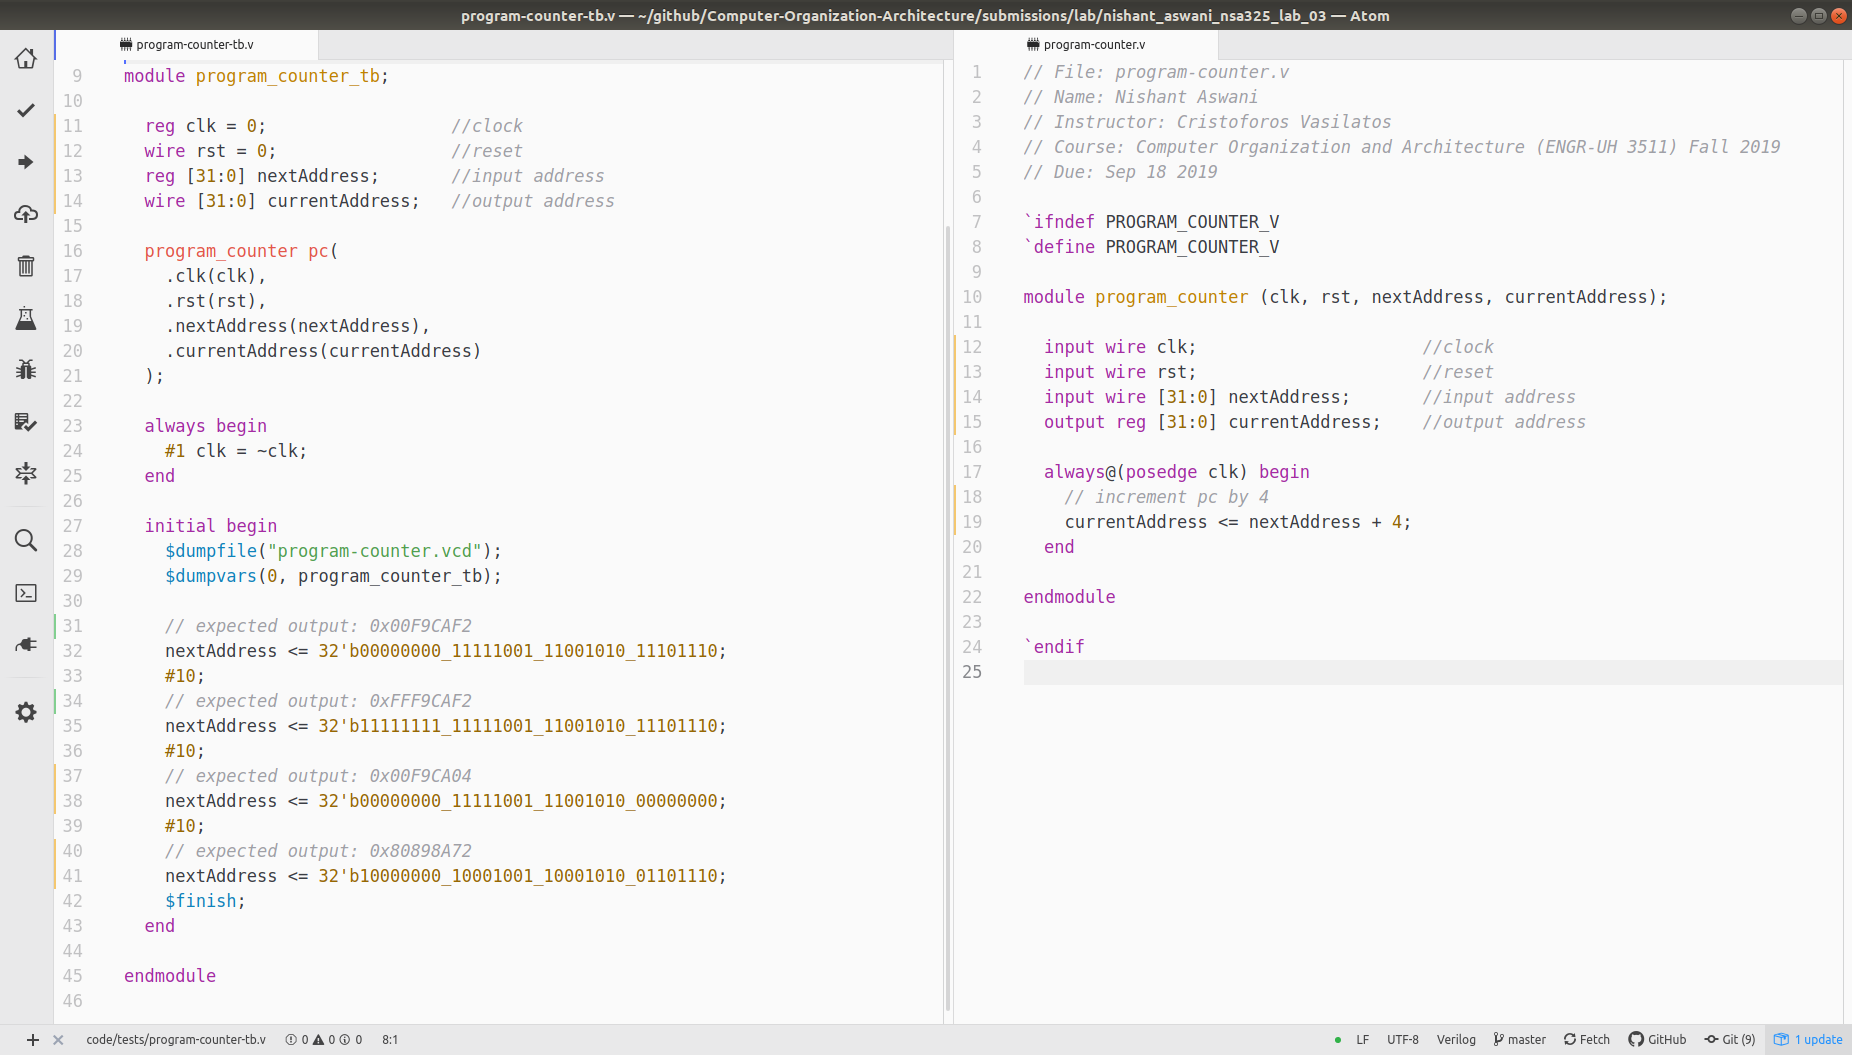 program-counter-tb.v — ~/github/Computer-Organization-Architecture/submissions/lab/nishant_aswani_nsa325_lab_03 — Atom
program-counter-tb.v
9 module program_counter_tb;
10
11 reg clk = 0; //clock
12 wire rst = 0; //reset
13 reg [31:0] nextAddress; //input address
14 wire [31:0] currentAddress; //output address
15
16 program_counter pc(
17 .clk(clk),
18 .rst(rst),
19 .nextAddress(nextAddress),
20 .currentAddress(currentAddress)
21 );
22
23 always begin
24 #1 clk = ~clk;
25 end
26
27 initial begin
28 $dumpfile("program-counter.vcd");
29 $dumpvars(0, program_counter_tb);
30
31 // expected output: 0x00F9CAF2
32 nextAddress <= 32'b00000000_11111001_11001010_11101110;
33 #10;
34 // expected output: 0xFFF9CAF2
35 nextAddress <= 32'b11111111_11111001_11001010_11101110;
36 #10;
37 // expected output: 0x00F9CA04
38 nextAddress <= 32'b00000000_11111001_11001010_00000000;
39 #10;
40 // expected output: 0x80898A72
41 nextAddress <= 32'b10000000_10001001_10001010_01101110;
42 $finish;
43 end
44
45 endmodule
46
program-counter.v
1 // File: program-counter.v
2 // Name: Nishant Aswani
3 // Instructor: Cristoforos Vasilatos
4 // Course: Computer Organization and Architecture (ENGR-UH 3511) Fall 2019
5 // Due: Sep 18 2019
6
7 `ifndef PROGRAM_COUNTER_V
8 `define PROGRAM_COUNTER_V
9
10 module program_counter (clk, rst, nextAddress, currentAddress);
11
12 input wire clk; //clock
13 input wire rst; //reset
14 input wire [31:0] nextAddress; //input address
15 output reg [31:0] currentAddress; //output address
16
17 always@(posedge clk) begin
18 // increment pc by 4
19 currentAddress <= nextAddress + 4;
20 end
21
22 endmodule
23
24 `endif
25
code/tests/program-counter-tb.v 0 0 0 8:1 LF UTF-8 Verilog master Fetch GitHub Git (9) 1 update